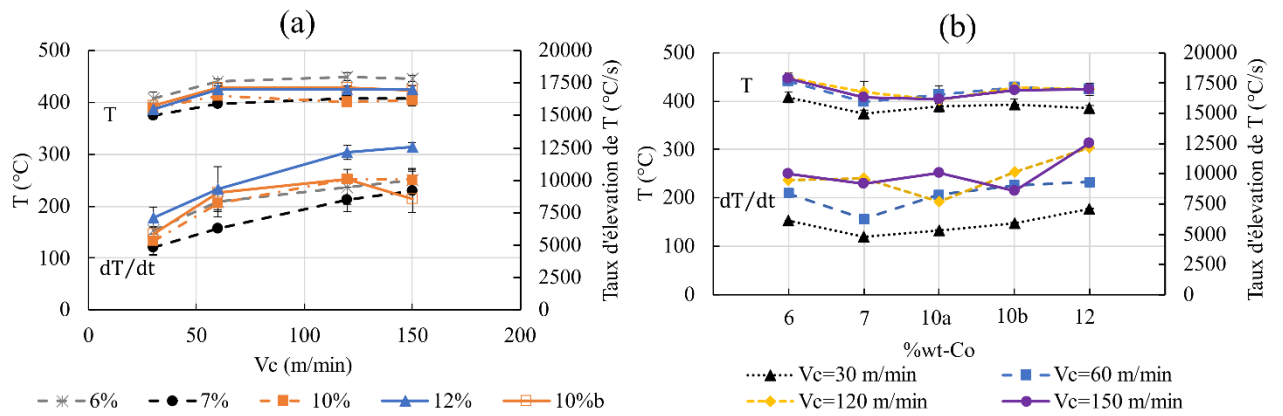 (a)
500
400
300
200
100
0
T (°C)
T
dT/dt
20000
17500
15000
12500
10000
7500
5000
2500
0
Taux d'élevation de T (°C/s)
0
50
100
150
200
Vc (m/min)
6%
7%
10%
12%
10%b
(b)
500
400
300
200
100
0
T (°C)
T
dT/dt
20000
17500
15000
12500
10000
7500
5000
2500
0
Taux d'élevation de T (°C/s)
6
7
10a
10b
12
%wt-Co
Vc=30 m/min
Vc=60 m/min
Vc=120 m/min
Vc=150 m/min